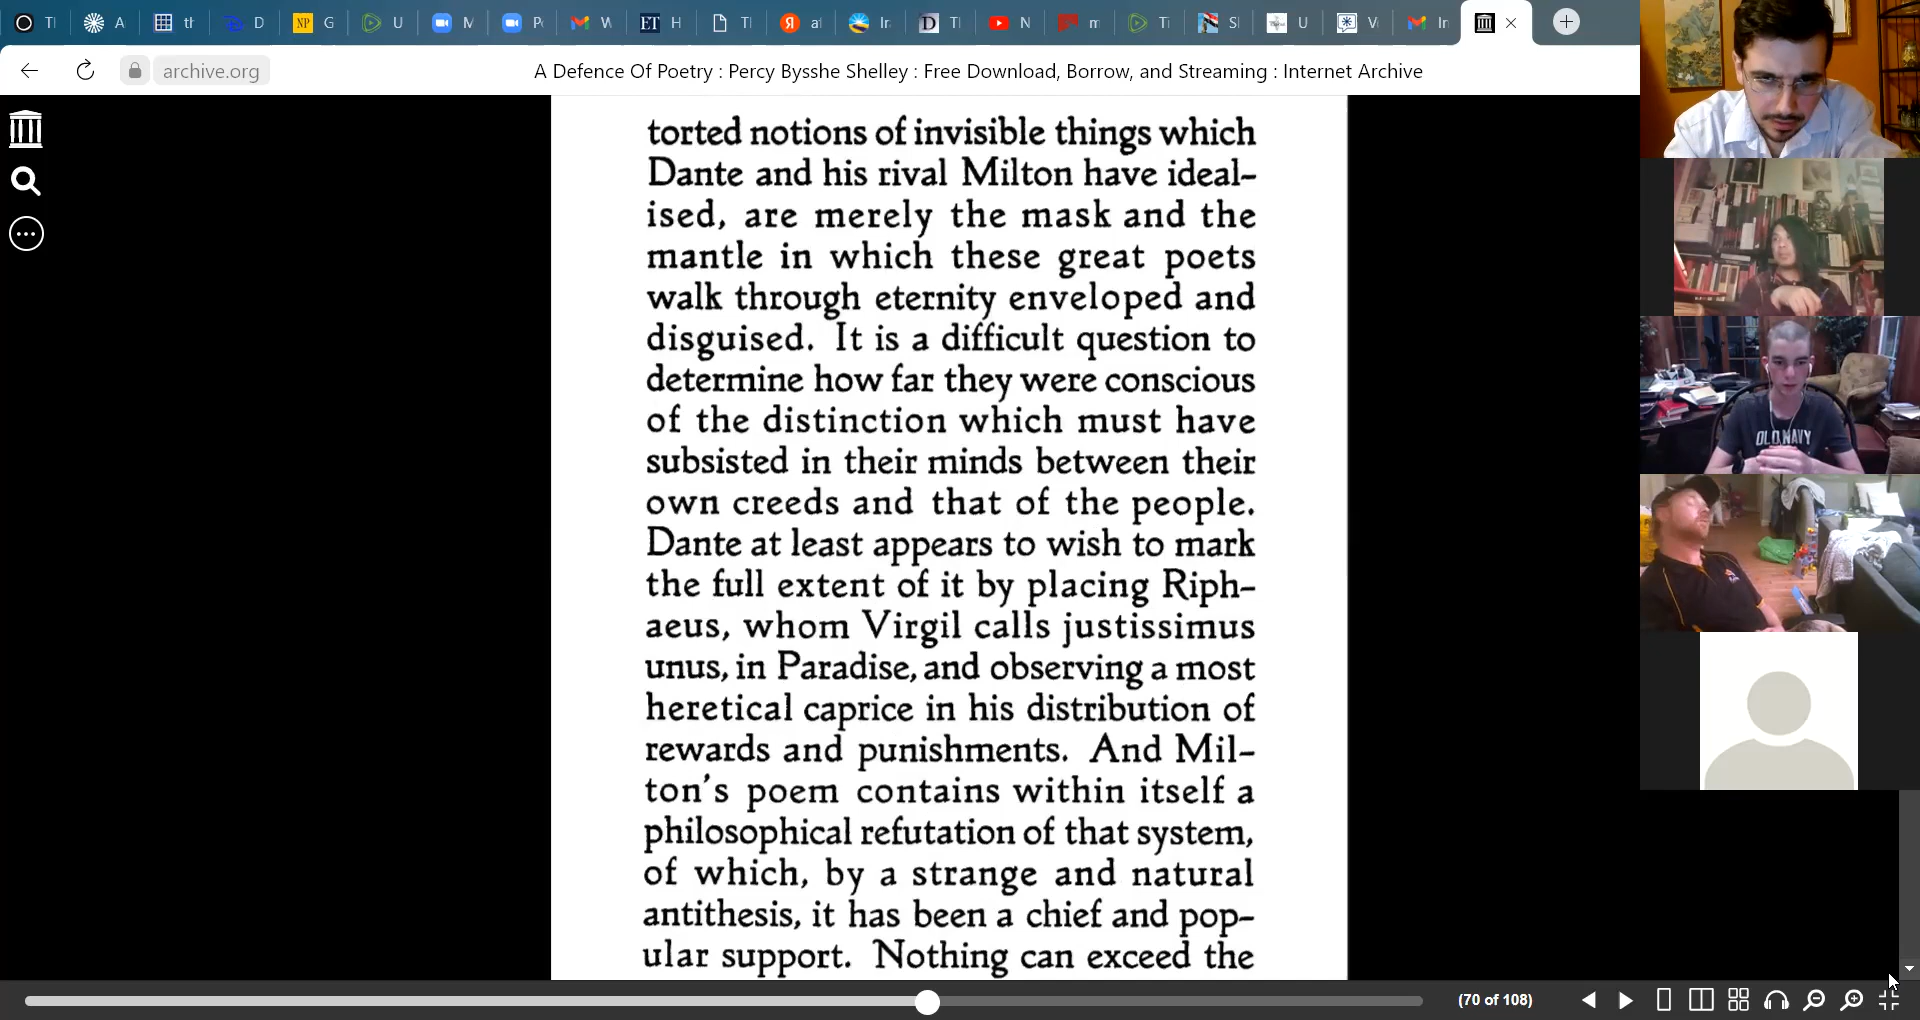 T
A
th
D
NP G
U
M
P
W
ET H
T
Я a
Ir
D T
N
m
Ti
S
U
V
Ir
archive.org
A Defence Of Poetry : Percy Bysshe Shelley : Free Download, Borrow, and Streaming : Internet Archive
torted notions of invisible things which
Dante and his rival Milton have ideal-
ised, are merely the mask and the
mantle in which these great poets
walk through eternity enveloped and
disguised. It is a difficult question to
determine how far they were conscious
of the distinction which must have
subsisted in their minds between their
own creeds and that of the people.
Dante at least appears to wish to mark
the full extent of it by placing Riph-
aeus, whom Virgil calls justissimus
unus, in Paradise, and observing a most
heretical caprice in his distribution of
rewards and punishments. And Mil-
ton's poem contains within itself a
philosophical refutation of that system,
of which, by a strange and natural
antithesis, it has been a chief and pop-
ular support. Nothing can exceed the
OLD NAVY
(70 of 108)